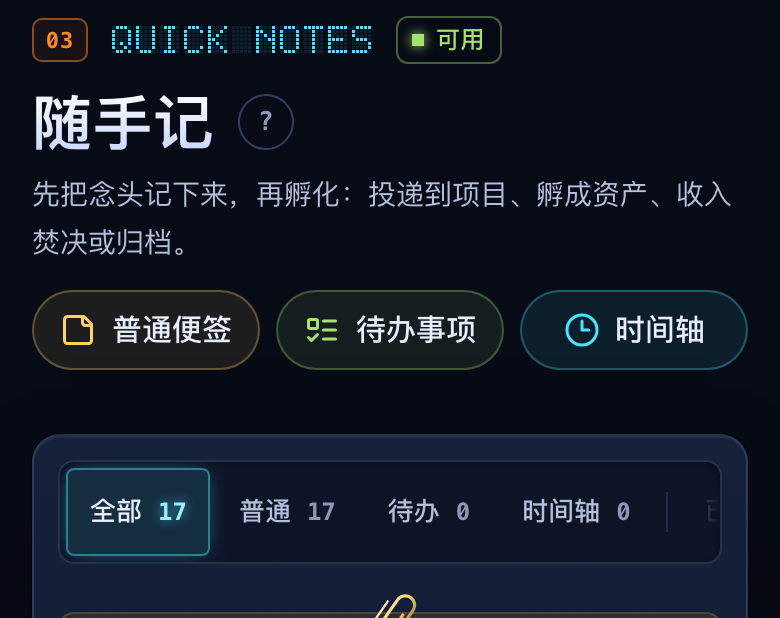 03 QUICK NOTES 可用
随手记 ?
先把念头记下来，再孵化：投递到项目、孵成资产、收入
焚决或归档。
普通便签 待办事项 时间轴
全部 17 普通 17 待办 0 时间轴 0